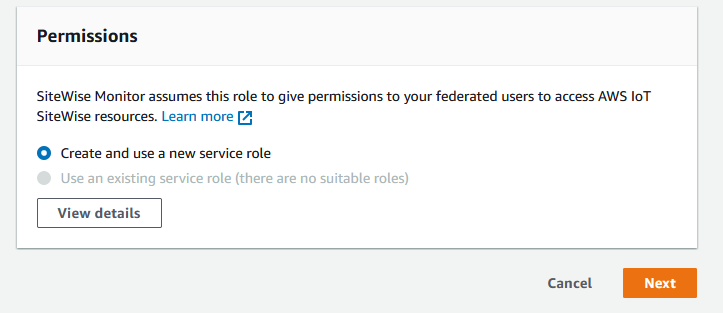 Permissions
SiteWise Monitor assumes this role to give permissions to your federated users to access AWS IoT
SiteWise resources. Learn more
Create and use a new service role
Use an existing service role (there are no suitable roles)
View details
Cancel
Next